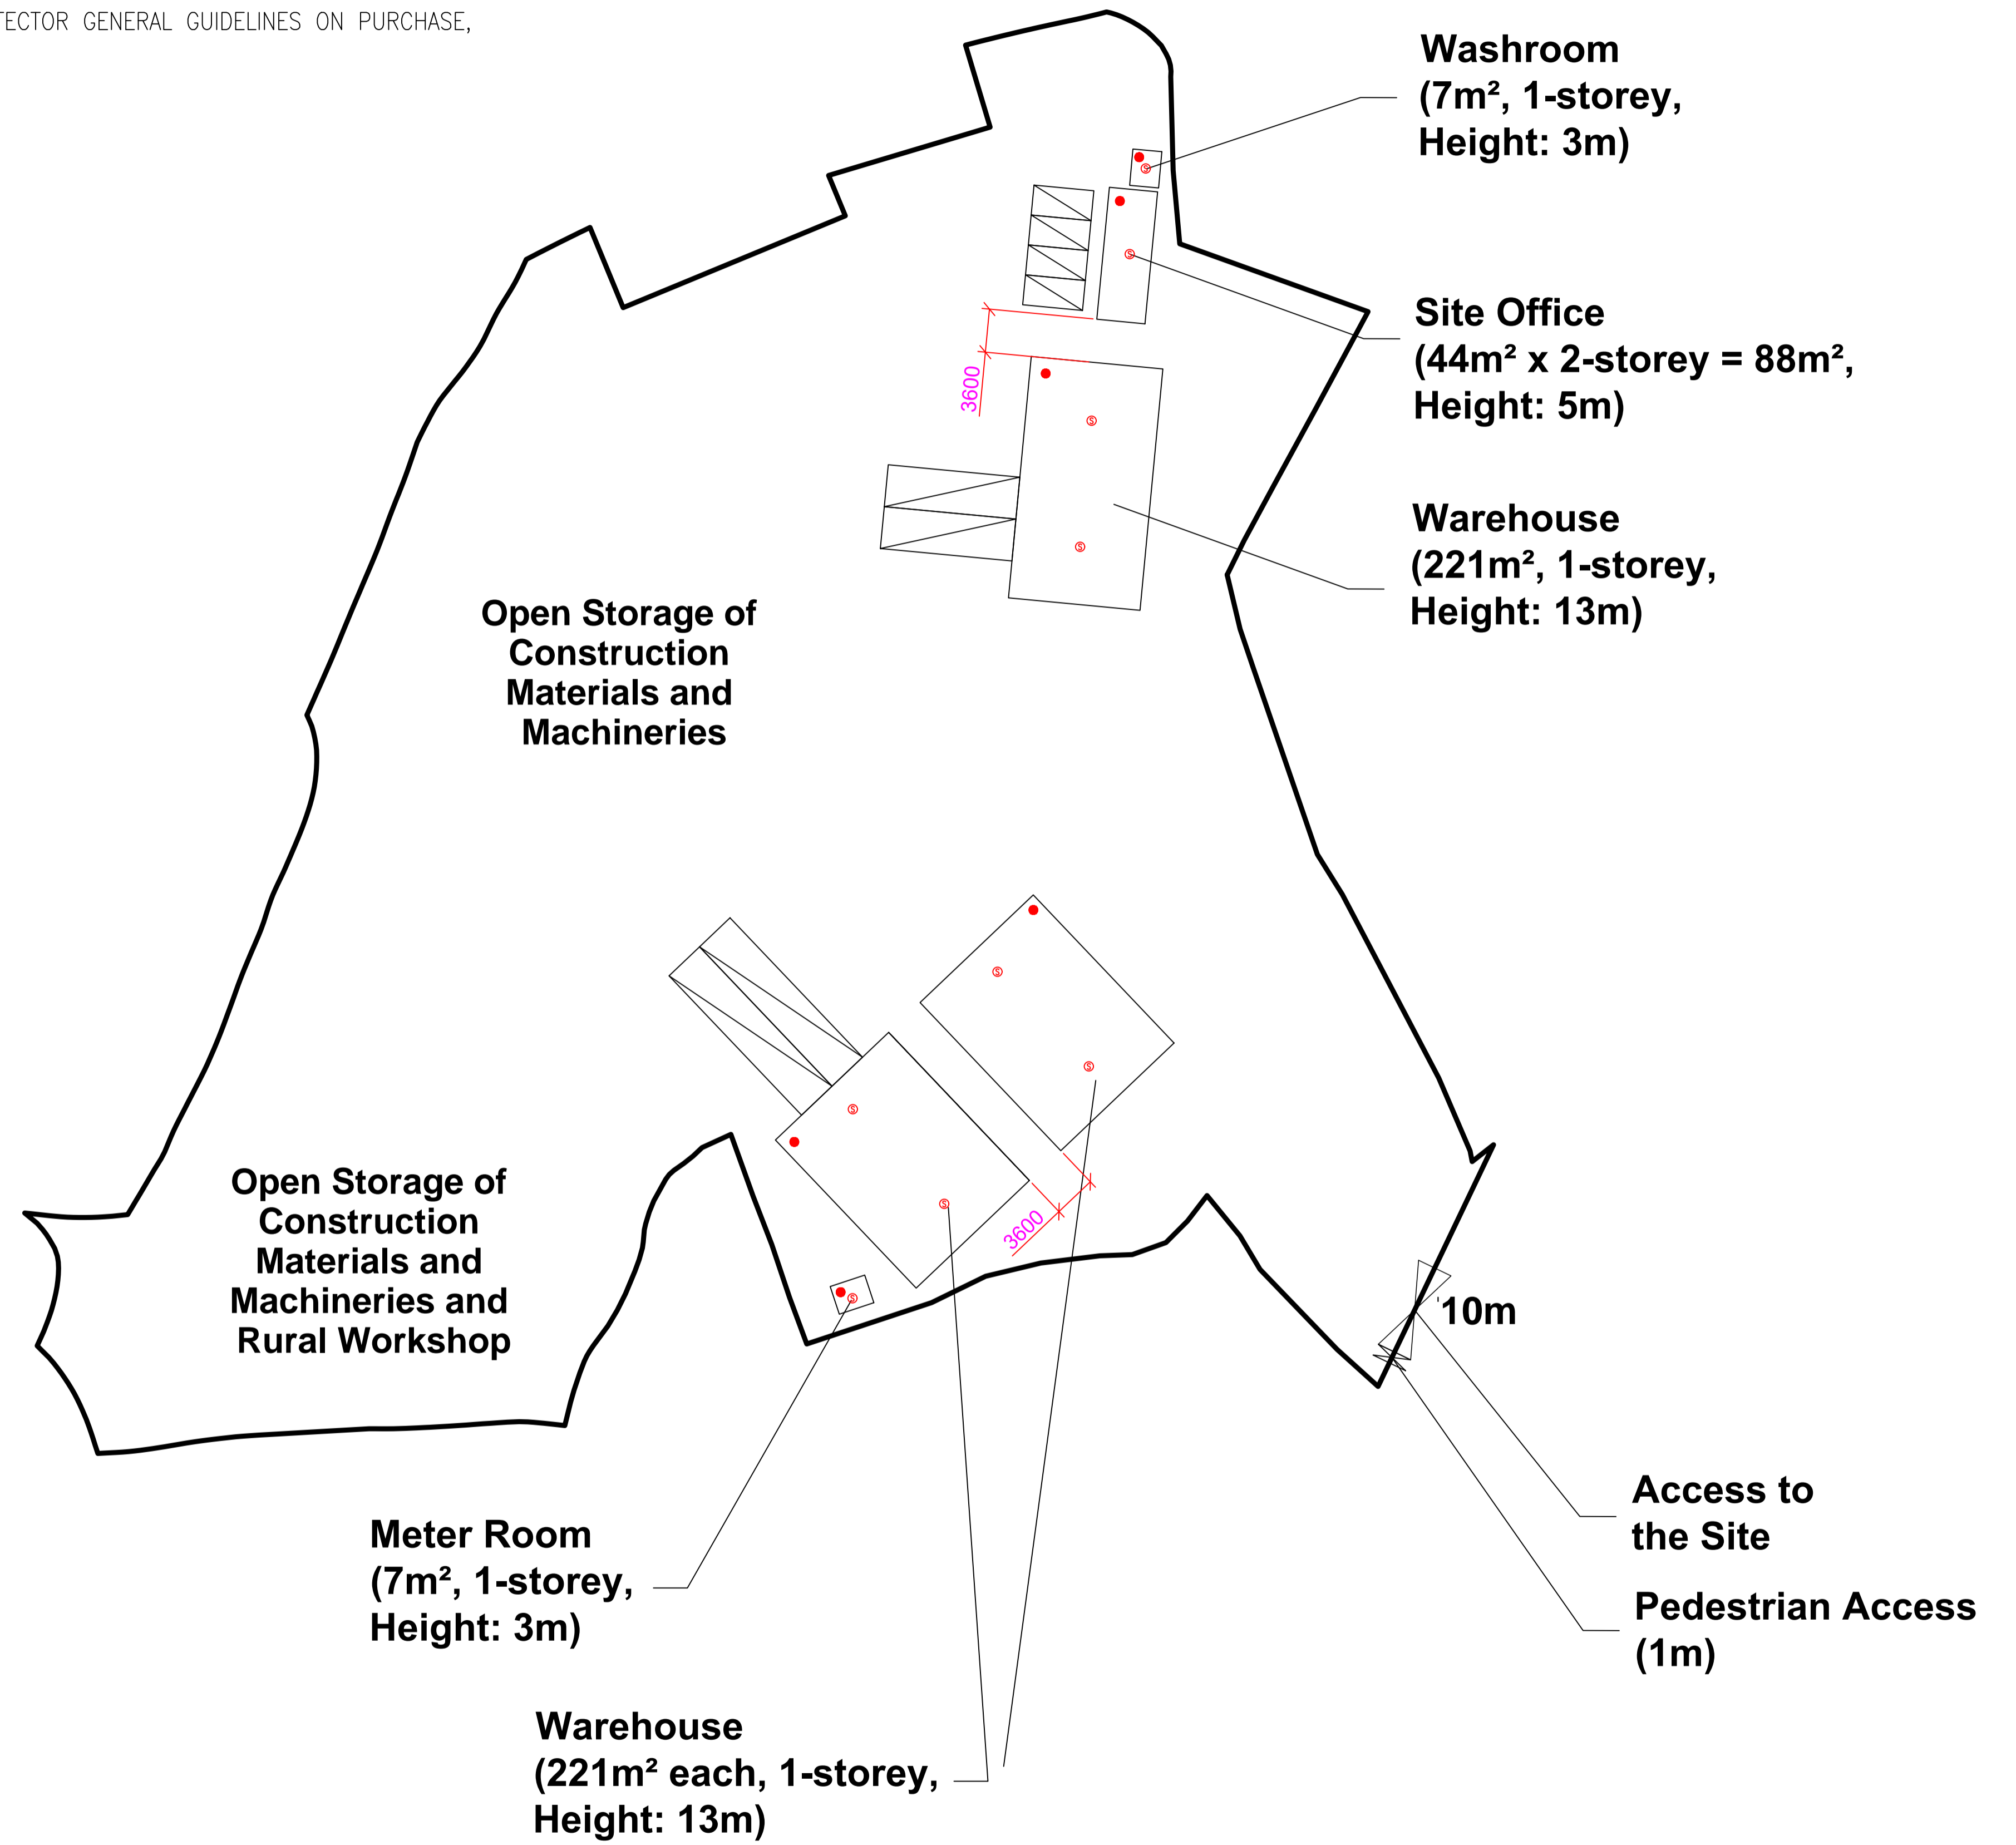 GENERAL GUIDELINES ON PURCHASE,
Washroom
(7m², 1-storey,
Height: 3m)
Site Office
(44m² x 2-storey = 88m²,
Height: 5m)
3600
Warehouse
(221m², 1-storey,
Height: 13m)
Open Storage of
Construction
Materials and
Machineries
Open Storage of
Construction
Materials and
Machineries and
Rural Workshop
3600
10m
Access to
the Site
Meter Room
(7m², 1-storey,
Height: 3m)
Pedestrian Access
(1m)
Warehouse
(221m² each, 1-storey,
Height: 13m)